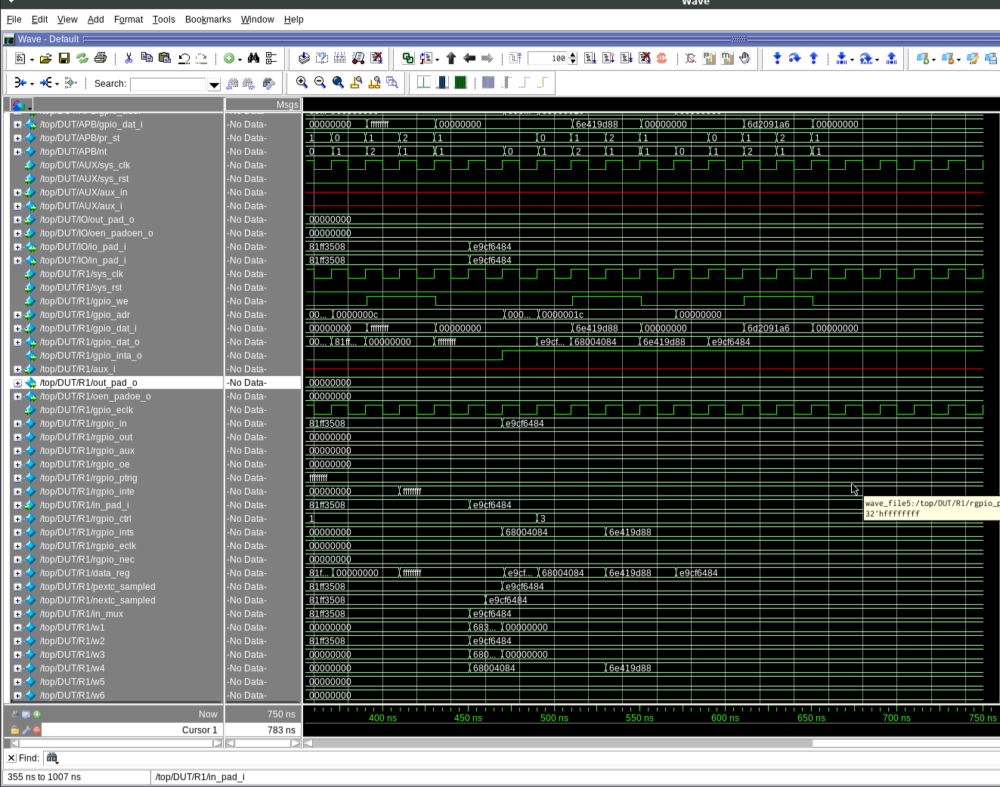 Wave
File Edit View Add Format Tools Bookmarks Window Help
Wave - Default
100
Search:
Msgs
/top/DUT/APB/gpio_dat_i -No Data- 00000000 ffffffff 00000000 6e419d88 00000000 6d2091a6 00000000
/top/DUT/APB/pr_st -No Data- 1 0 1 2 1 0 1 2 1 0 1 2 1
/top/DUT/APB/nt -No Data- 0 1 2 1 1 0 1 2 1 1 0 1 2 1 1
/top/DUT/AUX/sys_clk -No Data-
/top/DUT/AUX/sys_rst -No Data-
/top/DUT/AUX/aux_in -No Data-
/top/DUT/AUX/aux_i -No Data-
/top/DUT/IO/out_pad_o -No Data- 00000000
/top/DUT/IO/oen_padoen_o -No Data- 00000000
/top/DUT/IO/io_pad_i -No Data- 81ff3508 e9cf6484
/top/DUT/IO/in_pad_i -No Data- 81ff3508 e9cf6484
/top/DUT/R1/sys_clk -No Data-
/top/DUT/R1/sys_rst -No Data-
/top/DUT/R1/gpio_we -No Data-
/top/DUT/R1/gpio_adr -No Data- 00... 0000000c 000... 0000001c 00000000
/top/DUT/R1/gpio_dat_i -No Data- 00000000 ffffffff 00000000 6e419d88 00000000 6d2091a6 00000000
/top/DUT/R1/gpio_dat_o -No Data- 00... 81ff... 00000000 ffffffff e9cf... 68004084 6e419d88 e9cf6484
/top/DUT/R1/gpio_inta_o -No Data-
/top/DUT/R1/aux_i -No Data-
/top/DUT/R1/out_pad_o -No Data- 00000000
/top/DUT/R1/oen_padoe_o -No Data- 00000000
/top/DUT/R1/gpio_eclk -No Data-
/top/DUT/R1/rgpio_in -No Data- 81ff3508 e9cf6484
/top/DUT/R1/rgpio_out -No Data- 00000000
/top/DUT/R1/rgpio_aux -No Data- 00000000
/top/DUT/R1/rgpio_oe -No Data- 00000000
/top/DUT/R1/rgpio_ptrig -No Data- ffffffff
/top/DUT/R1/rgpio_inte -No Data- 00000000 ffffffff
/top/DUT/R1/in_pad_i -No Data- 81ff3508 e9cf6484
wave_file5:/top/DUT/R1/rgpio_p
32'hffffffff
/top/DUT/R1/rgpio_ctrl -No Data- 1 3
/top/DUT/R1/rgpio_ints -No Data- 00000000 68004084 6e419d88
/top/DUT/R1/rgpio_eclk -No Data- 00000000
/top/DUT/R1/rgpio_nec -No Data- 00000000
/top/DUT/R1/data_reg -No Data- 81f... 00000000 ffffffff e9cf... 68004084 6e419d88 e9cf6484
/top/DUT/R1/pextc_sampled -No Data- 81ff3508 e9cf6484
/top/DUT/R1/nextc_sampled -No Data- 81ff3508 e9cf6484
/top/DUT/R1/in_mux -No Data- 81ff3508 e9cf6484
/top/DUT/R1/w1 -No Data- 00000000 683... 00000000
/top/DUT/R1/w2 -No Data- 81ff3508 e9cf6484
/top/DUT/R1/w3 -No Data- 00000000 680... 00000000
/top/DUT/R1/w4 -No Data- 00000000 68004084 6e419d88
/top/DUT/R1/w5 -No Data- 00000000
/top/DUT/R1/w6 -No Data- 00000000
Now 750 ns 400 ns 450 ns 500 ns 550 ns 600 ns 650 ns 700 ns 750 ns
Cursor 1 783 ns
Find:
355 ns to 1007 ns /top/DUT/R1/in_pad_i